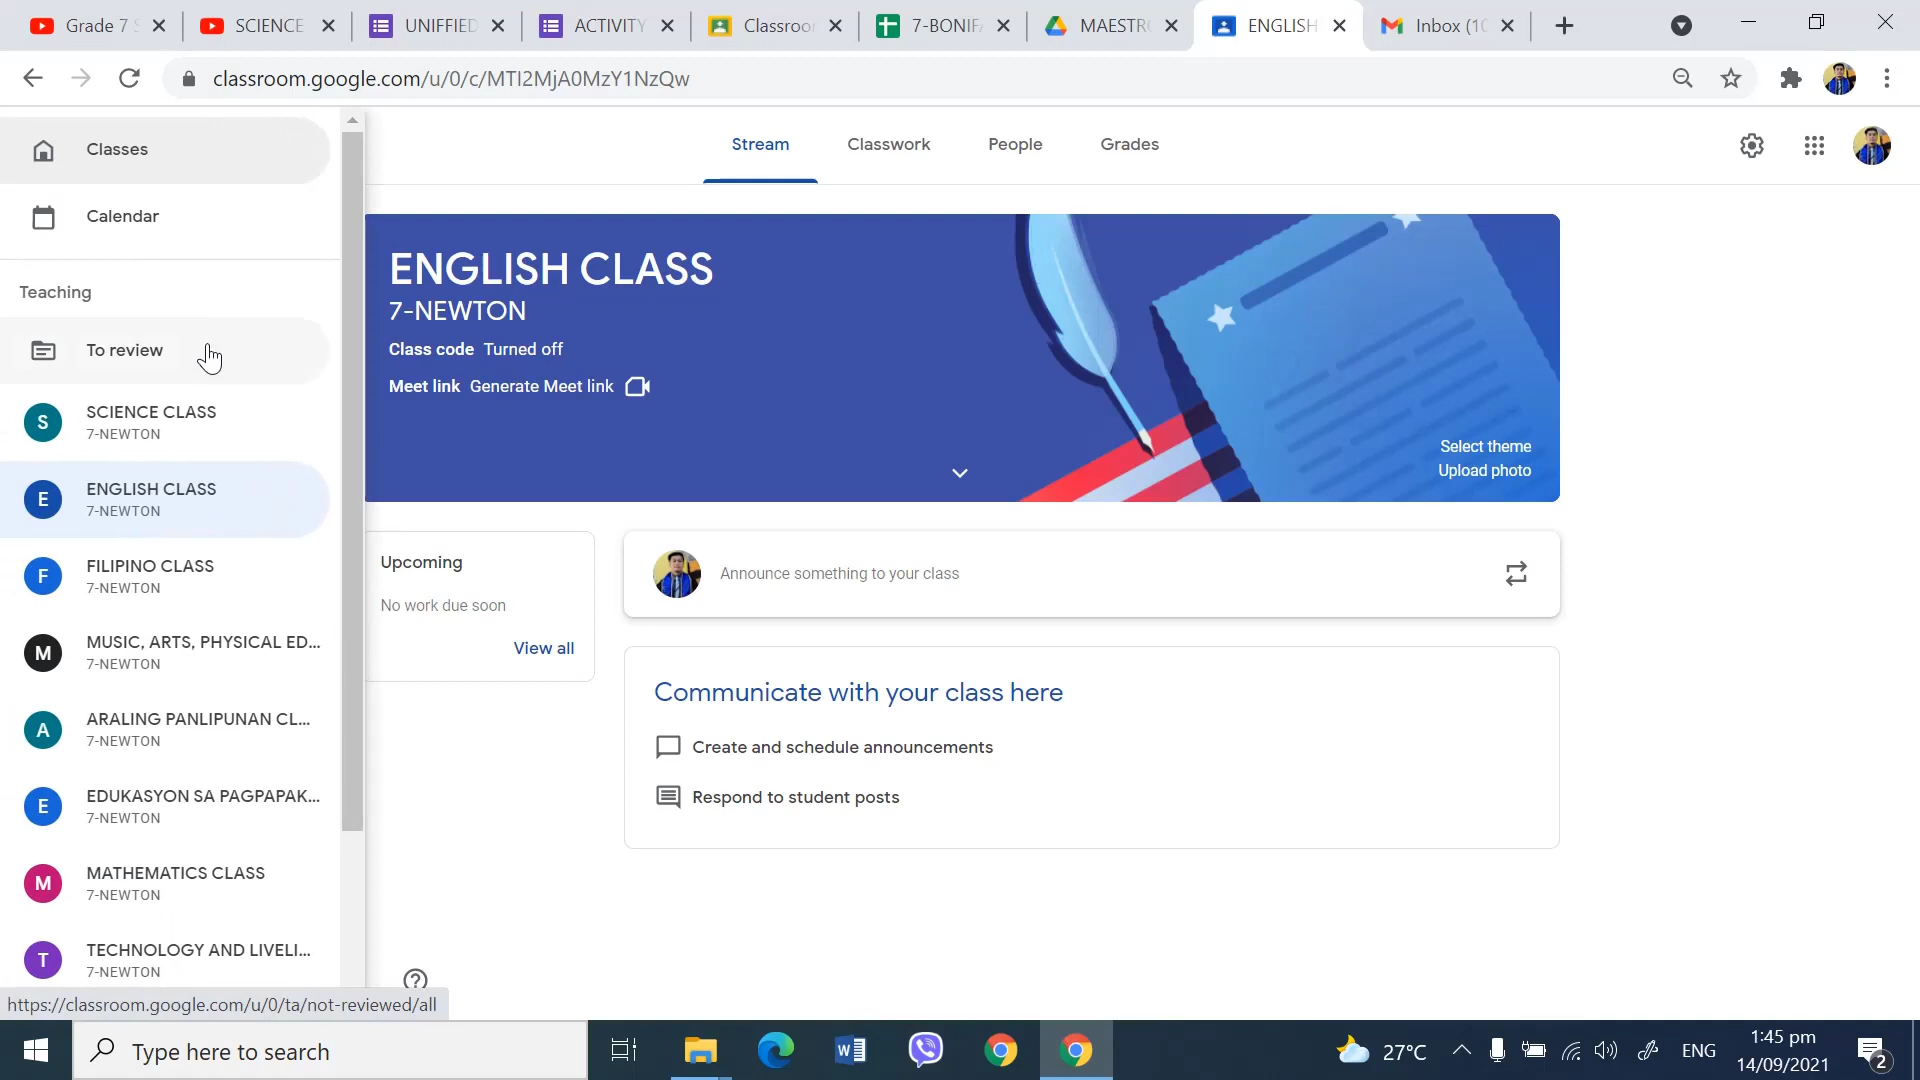 Grade 7 S
SCIENCE
UNIFFIED
ACTIVITY
Classroom
7-BONIFA
MAESTRO
ENGLISH
Inbox (10
classroom.google.com/u/0/c/MTI2MjA0MzY1NzQw
Classes
Calendar
Teaching
To review
SCIENCE CLASS
7-NEWTON
ENGLISH CLASS
7-NEWTON
FILIPINO CLASS
7-NEWTON
MUSIC, ARTS, PHYSICAL ED...
7-NEWTON
ARALING PANLIPUNAN CL...
7-NEWTON
EDUKASYON SA PAGPAPAK...
7-NEWTON
MATHEMATICS CLASS
7-NEWTON
TECHNOLOGY AND LIVELI...
7-NEWTON
S
E
F
M
A
E
M
T
https://classroom.google.com/u/0/ta/not-reviewed/all
Stream
Classwork
People
Grades
ENGLISH CLASS
7-NEWTON
Class code Turned off
Meet link Generate Meet link
Select theme
Upload photo
Upcoming
No work due soon
View all
Announce something to your class
Communicate with your class here
Create and schedule announcements
Respond to student posts
Type here to search
27°C
ENG
1:45 pm
14/09/2021
2